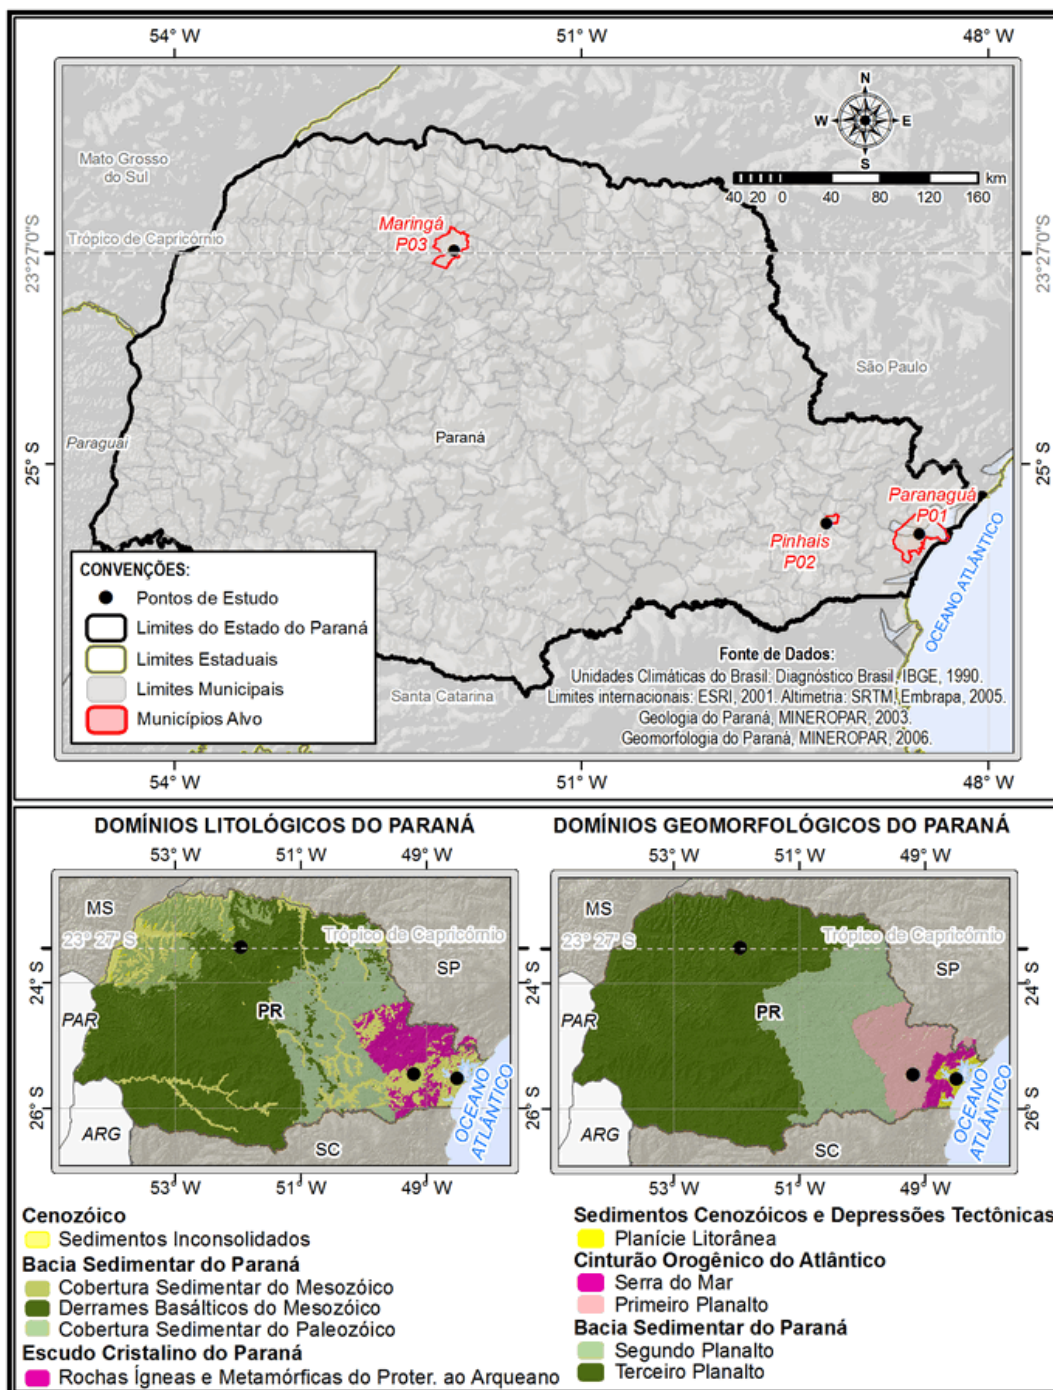 54° W
51° W
48° W
N
W
E
S
km
40 20 0 40 80 120 160
Mato Grosso
do Sul
Maringá
P03
Trópico de Capricórnio
23°27'0"S
23°27'0"S
São Paulo
Paraguai
Paraná
25° S
25° S
Paranaguá
P01
Pinhais
P02
OCEANO ATLÂNTICO
CONVENÇÕES:
Pontos de Estudo
Limites do Estado do Paraná
Limites Estaduais
Limites Municipais
Municípios Alvo
Santa Catarina
Fonte de Dados:
Unidades Climáticas do Brasil: Diagnóstico Brasil, IBGE, 1990.
Limites internacionais: ESRI, 2001. Altimetria: SRTM, Embrapa, 2005.
Geologia do Paraná, MINEROPAR, 2003.
Geomorfologia do Paraná, MINEROPAR, 2006.
54° W
51° W
48° W
DOMÍNIOS LITOLÓGICOS DO PARANÁ
53° W
51° W
49° W
MS
23° 27' S
Trópico de Capricórnio
SP
24° S
PAR
PR
26° S
ARG
SC
OCEANO
ATLÂNTICO
53° W
51° W
49° W
Cenozóico
Sedimentos Inconsolidados
Bacia Sedimentar do Paraná
Cobertura Sedimentar do Mesozóico
Derrames Basálticos do Mesozóico
Cobertura Sedimentar do Paleozóico
Escudo Cristalino do Paraná
Rochas Ígneas e Metamórficas do Proter. ao Arqueano
DOMÍNIOS GEOMORFOLÓGICOS DO PARANÁ
53° W
51° W
49° W
MS
23° 27' S
Trópico de Capricórnio
SP
24° S
PAR
PR
26° S
ARG
SC
OCEANO
ATLÂNTICO
53° W
51° W
49° W
Sedimentos Cenozóicos e Depressões Tectônicas
Planície Litorânea
Cinturão Orogênico do Atlântico
Serra do Mar
Primeiro Planalto
Bacia Sedimentar do Paraná
Segundo Planalto
Terceiro Planalto